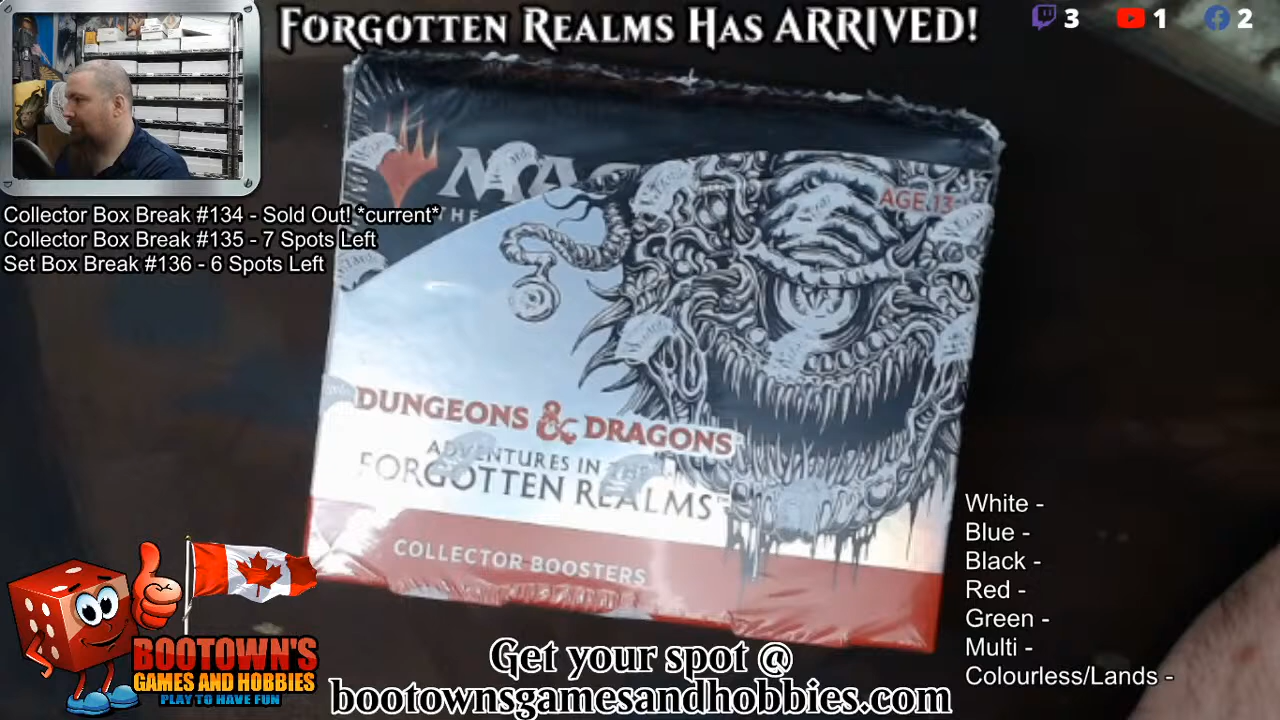 Forgotten Realms Has ARRIVED!
3 1 2
Collector Box Break #134 - Sold Out! *current*
Collector Box Break #135 - 7 Spots Left
Set Box Break #136 - 6 Spots Left
AGE.13
THE
DUNGEONS & DRAGONS
ADVENTURES IN THE
FORGOTTEN REALMS™
COLLECTOR BOOSTERS
White -
Blue -
Black -
Red -
Green -
Multi -
Colourless/Lands -
BOOTOWN'S
GAMES AND HOBBIES
PLAY TO HAVE FUN
Get your spot @
bootownsgamesandhobbies.com